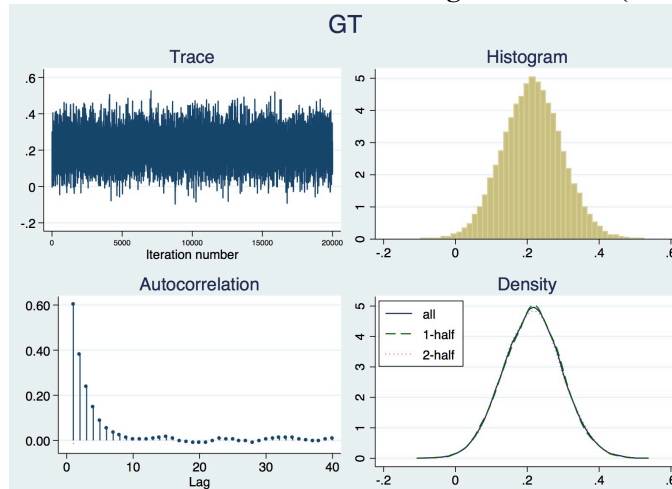 GT
Trace
.6
.4
.2
0
-.2
0 5000 10000 15000 20000
Iteration number
Histogram
5
4
3
2
1
0
-.2 0 .2 .4
Autocorrelation
0.60
0.40
0.20
0.00
0 10 20 30 40
Lag
Density
5
4
3
2
1
0
all
1-half
2-half
-.2 0 .2 .4